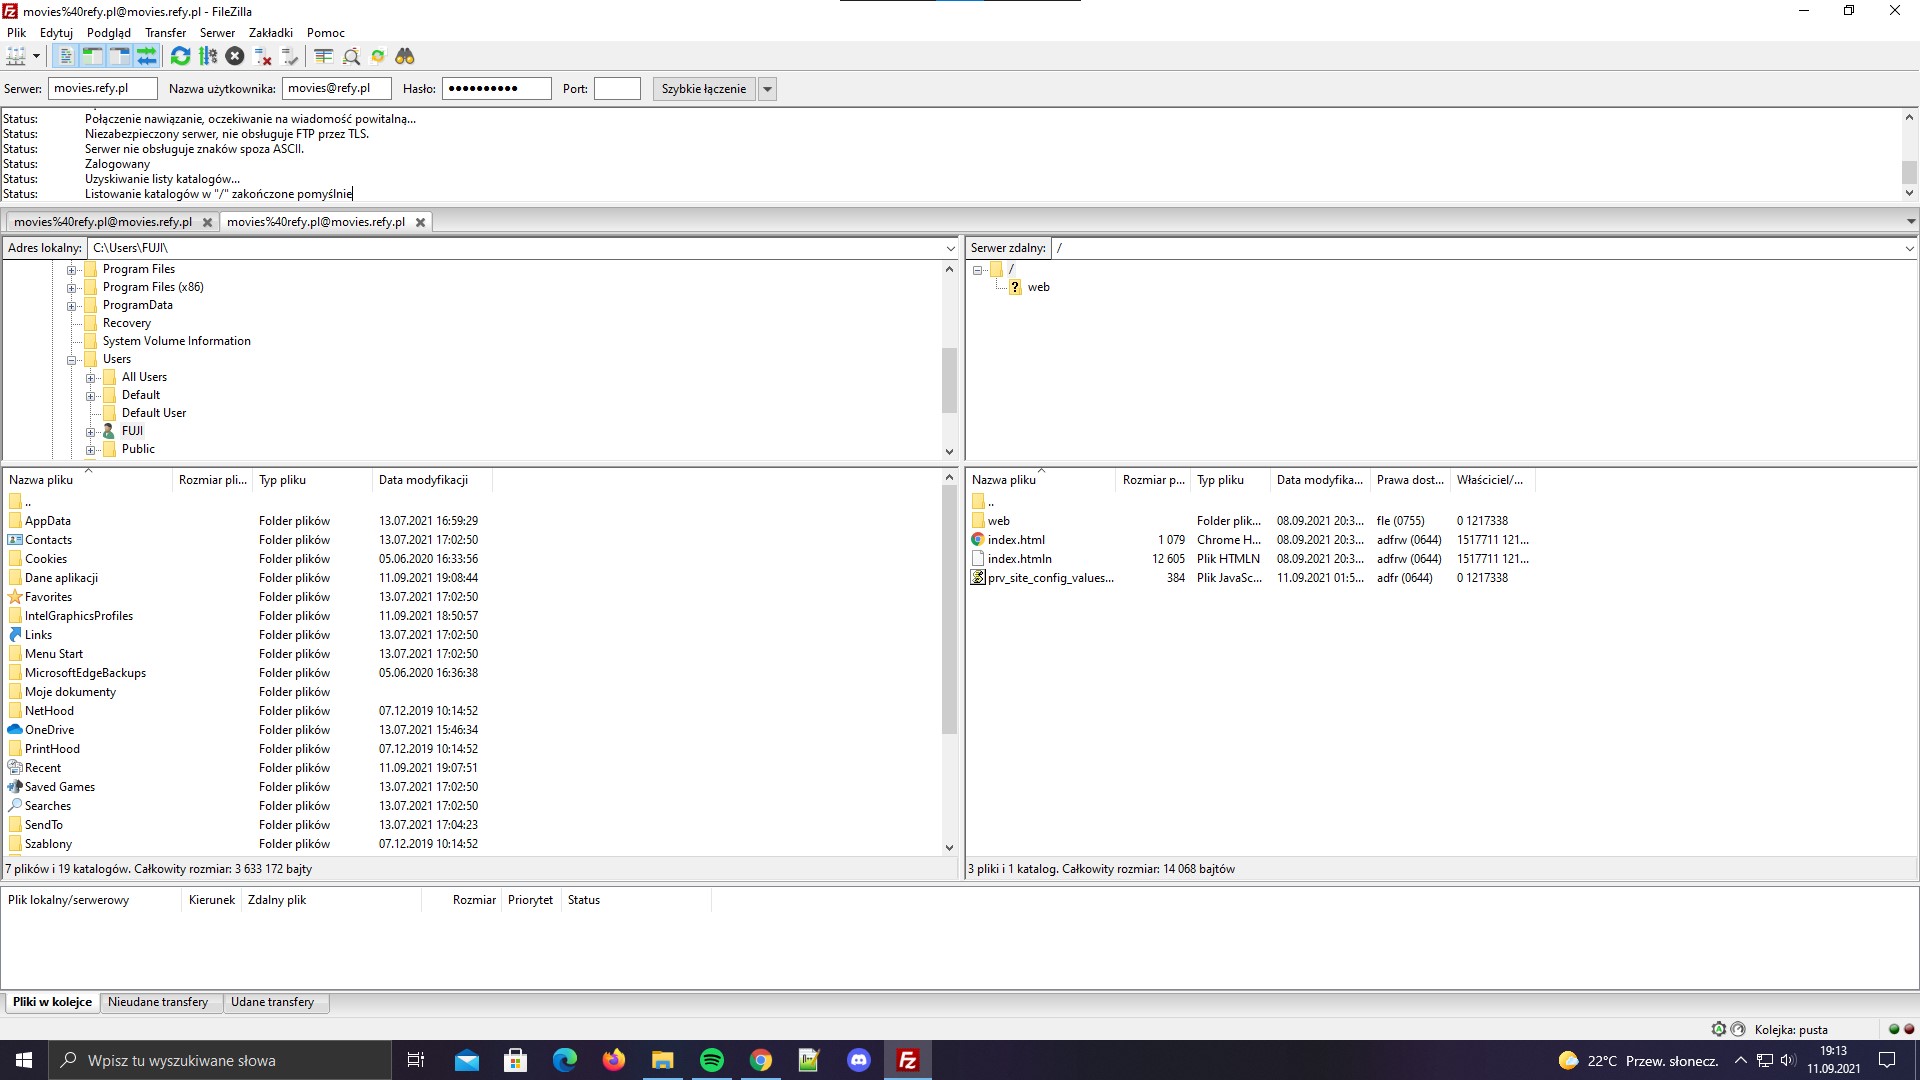 movies%40refy.pl@movies.refy.pl - FileZilla
Plik Edytuj Podgląd Transfer Serwer Zakładki Pomoc
Serwer: movies.refy.pl Nazwa użytkownika: movies@refy.pl Hasło: ●●●●●●●●●● Port: Szybkie łączenie
Status: Połączenie nawiązanie, oczekiwanie na wiadomość powitalną...
Status: Niezabezpieczony serwer, nie obsługuje FTP przez TLS.
Status: Serwer nie obsługuje znaków spoza ASCII.
Status: Zalogowany
Status: Uzyskiwanie listy katalogów...
Status: Listowanie katalogów w "/" zakończone pomyślnie
movies%40refy.pl@movies.refy.pl movies%40refy.pl@movies.refy.pl
Adres lokalny: C:\Users\FUJI\
Program Files
Program Files (x86)
ProgramData
Recovery
System Volume Information
Users
All Users
Default
Default User
FUJI
Public
Serwer zdalny: /
/
web
Nazwa pliku Rozmiar pli... Typ pliku Data modyfikacji
..
AppData Folder plików 13.07.2021 16:59:29
Contacts Folder plików 13.07.2021 17:02:50
Cookies Folder plików 05.06.2020 16:33:56
Dane aplikacji Folder plików 11.09.2021 19:08:44
Favorites Folder plików 13.07.2021 17:02:50
IntelGraphicsProfiles Folder plików 11.09.2021 18:50:57
Links Folder plików 13.07.2021 17:02:50
Menu Start Folder plików 13.07.2021 17:02:50
MicrosoftEdgeBackups Folder plików 05.06.2020 16:36:38
Moje dokumenty Folder plików
NetHood Folder plików 07.12.2019 10:14:52
OneDrive Folder plików 13.07.2021 15:46:34
PrintHood Folder plików 07.12.2019 10:14:52
Recent Folder plików 11.09.2021 19:07:51
Saved Games Folder plików 13.07.2021 17:02:50
Searches Folder plików 13.07.2021 17:02:50
SendTo Folder plików 13.07.2021 17:04:23
Szablony Folder plików 07.12.2019 10:14:52
7 plików i 19 katalogów. Całkowity rozmiar: 3 633 172 bajty
Nazwa pliku Rozmiar p... Typ pliku Data modyfika... Prawa dost... Właściciel/...
..
web Folder plik... 08.09.2021 20:3... fle (0755) 0 1217338
index.html 1 079 Chrome H... 08.09.2021 20:3... adfrw (0644) 1517711 121...
index.htmln 12 605 Plik HTMLN 08.09.2021 20:3... adfrw (0644) 1517711 121...
prv_site_config_values... 384 Plik JavaSc... 11.09.2021 01:5... adfr (0644) 0 1217338
3 pliki i 1 katalog. Całkowity rozmiar: 14 068 bajtów
Plik lokalny/serwerowy Kierunek Zdalny plik Rozmiar Priorytet Status
Pliki w kolejce Nieudane transfery Udane transfery
Kolejka: pusta
Wpisz tu wyszukiwane słowa
22°C Przew. słonecz.
19:13
11.09.2021